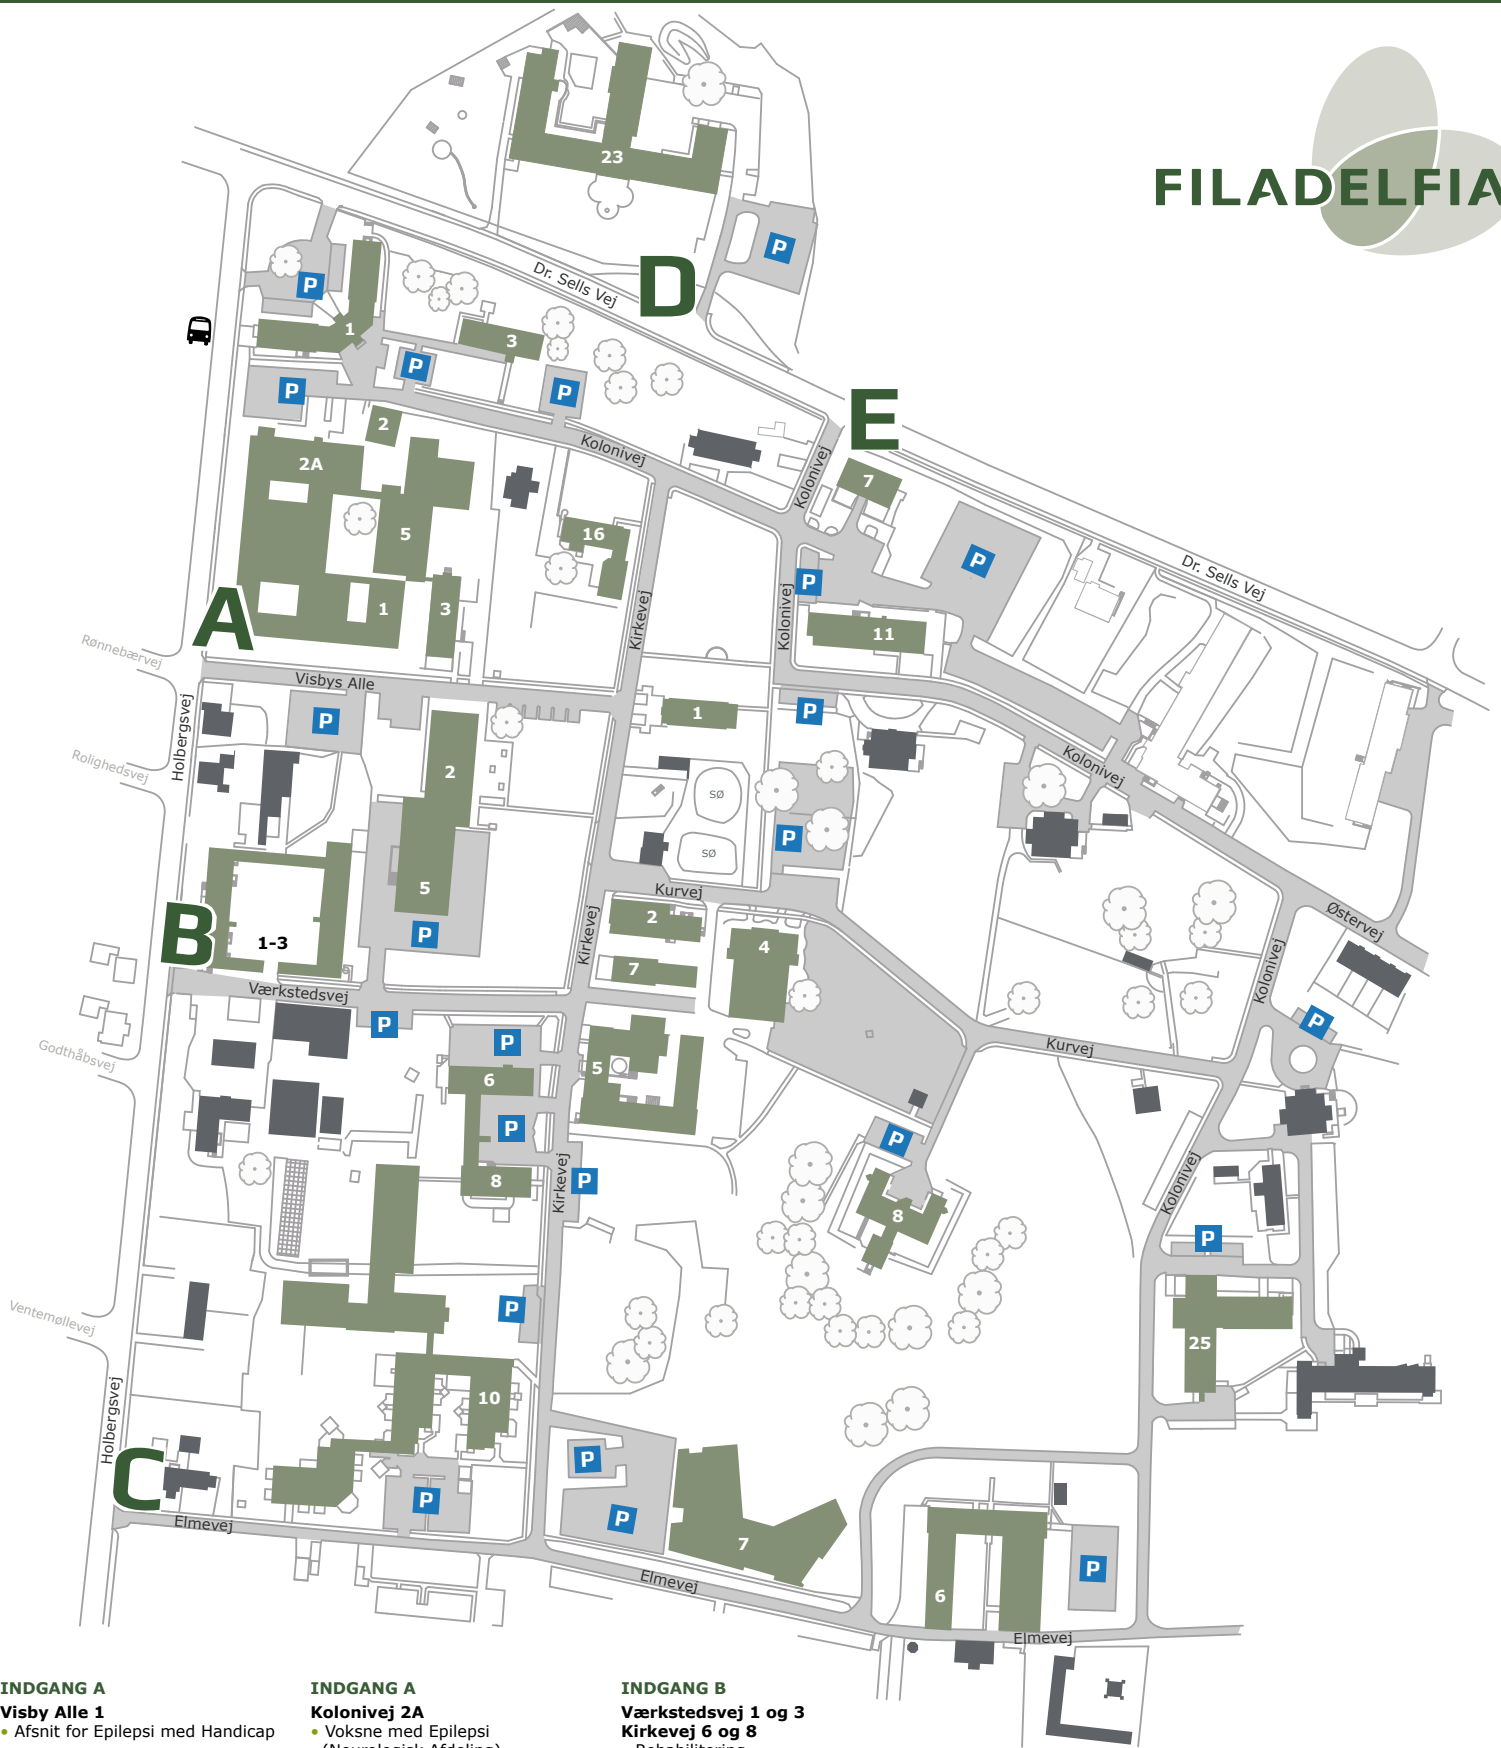 FILADELFIA
23
P
D
Dr. Sells Vej
P
1
3
P
P
P
E
2
Kolonivej
Kolonivej
2A
7
5
16
P
P
Dr. Sells Vej
A
1
3
Kirkevej
Kolonivej
11
Rønnebærvej
Visbys Alle
P
1
P
Holbergsvej
Rolighedsvej
2
Kolonivej
SØ
P
SØ
5
Kurvej
B
1-3
P
Kirkevej
2
4
Østervej
7
Kolonivej
Værkstedsvej
P
P
P
Godthåbsvej
Kurvej
5
6
P
P
Kirkevej
P
8
Kolonivej
8
P
P
Ventemøllevej
25
Holbergsvej
10
C
P
P
P
Elmevej
7
P
Elmevej
6
Elmevej
INDGANG A
Visby Alle 1
• Afsnit for Epilepsi med Handicap
INDGANG A
Kolonivej 2A
• Voksne med Epilepsi
(Neurologisk Afdeling)
INDGANG B
Værkstedsvej 1 og 3
Kirkevej 6 og 8
Rehabilitering